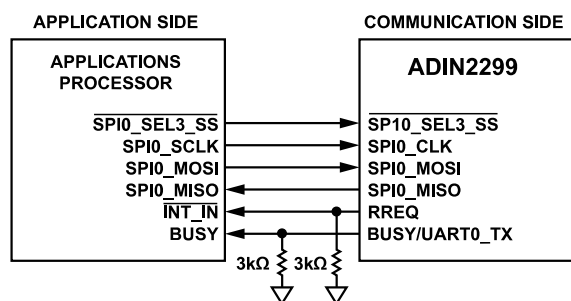 APPLICATION SIDE
COMMUNICATION SIDE
APPLICATIONS
PROCESSOR
ADIN2299
SPI0_SEL3_SS
SP10_SEL3_SS
SPI0_SCLK
SPI0_CLK
SPI0_MOSI
SPI0_MOSI
SPI0_MISO
SPI0_MISO
INT_IN
RREQ
BUSY
BUSY/UART0_TX
3kΩ
3kΩ